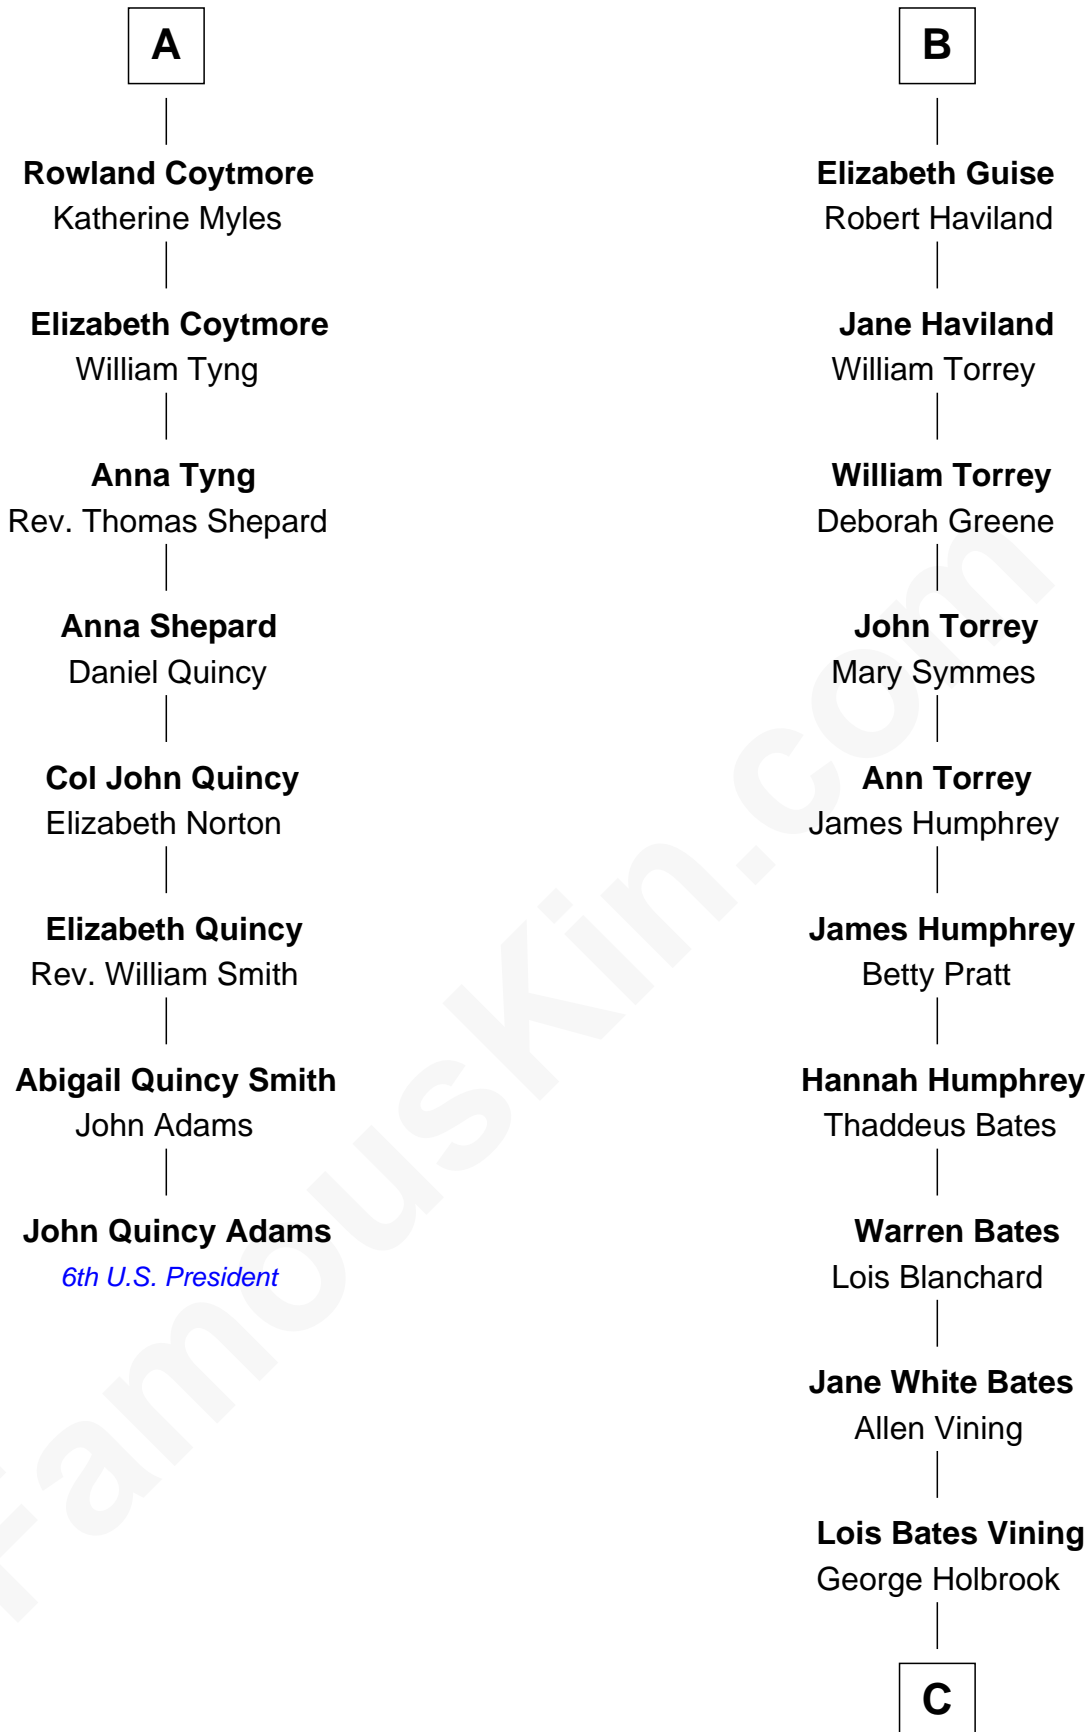 A
Rowland Coytmore
Katherine Myles
Elizabeth Coytmore
William Tyng
Anna Tyng
Rev. Thomas Shepard
Anna Shepard
Daniel Quincy
Col John Quincy
Elizabeth Norton
Elizabeth Quincy
Rev. William Smith
Abigail Quincy Smith
John Adams
John Quincy Adams
6th U.S. President
B
Elizabeth Guise
Robert Haviland
Jane Haviland
William Torrey
William Torrey
Deborah Greene
John Torrey
Mary Symmes
Ann Torrey
James Humphrey
James Humphrey
Betty Pratt
Hannah Humphrey
Thaddeus Bates
Warren Bates
Lois Blanchard
Jane White Bates
Allen Vining
Lois Bates Vining
George Holbrook
C
FamousKin.com